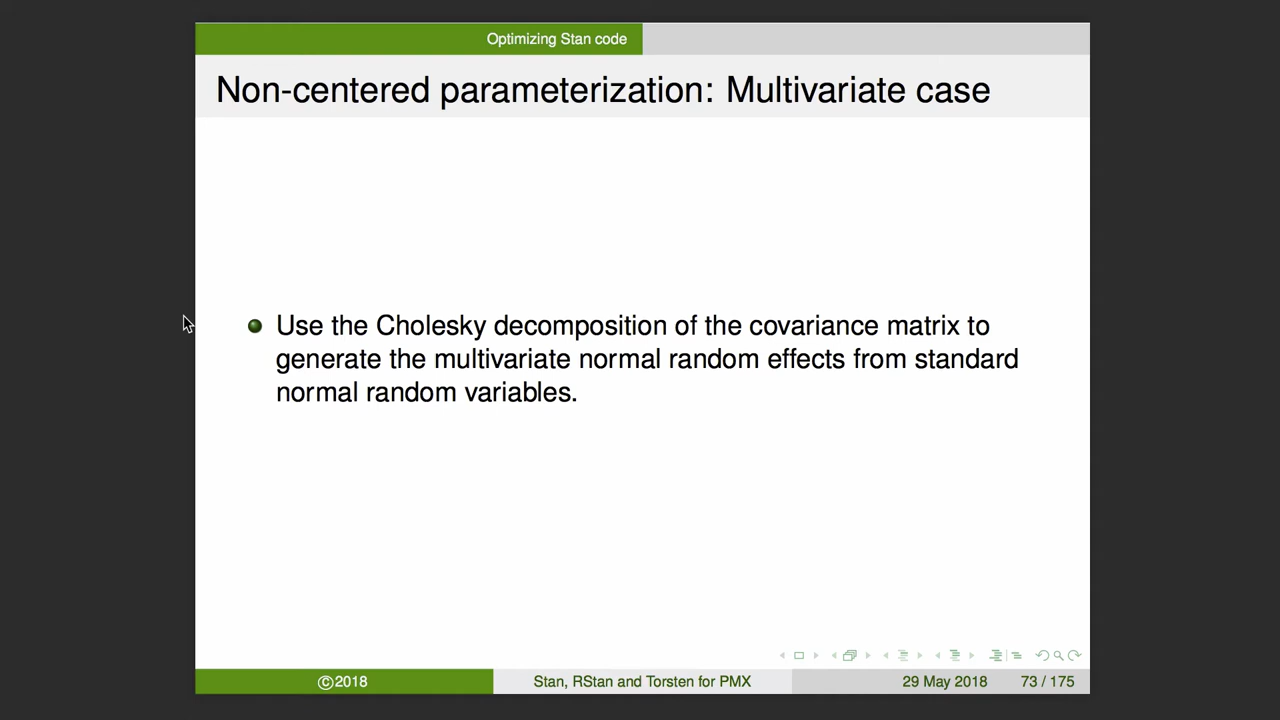 Optimizing Stan code
Non-centered parameterization: Multivariate case
Use the Cholesky decomposition of the covariance matrix to
generate the multivariate normal random effects from standard
normal random variables.
©2018
Stan, RStan and Torsten for PMX
29 May 2018
73 / 175